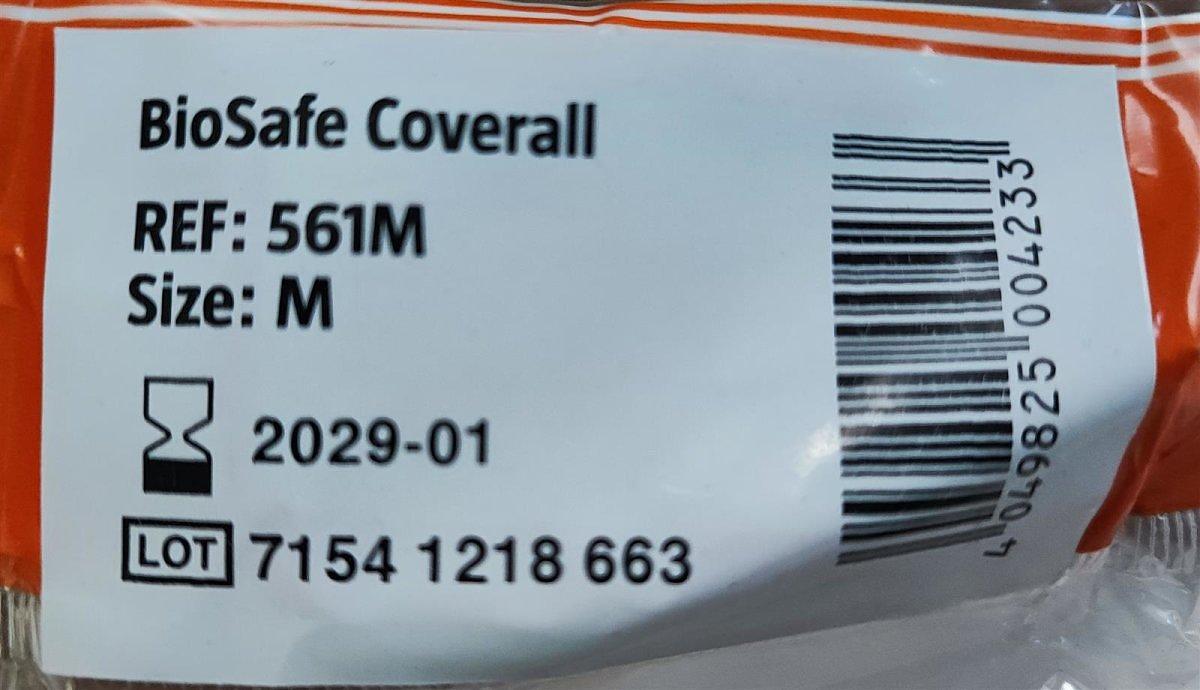 BioSafe Coverall
REF: 561M
Size: M
2029-01
LOT 7154 1218 663
4 049825 004233